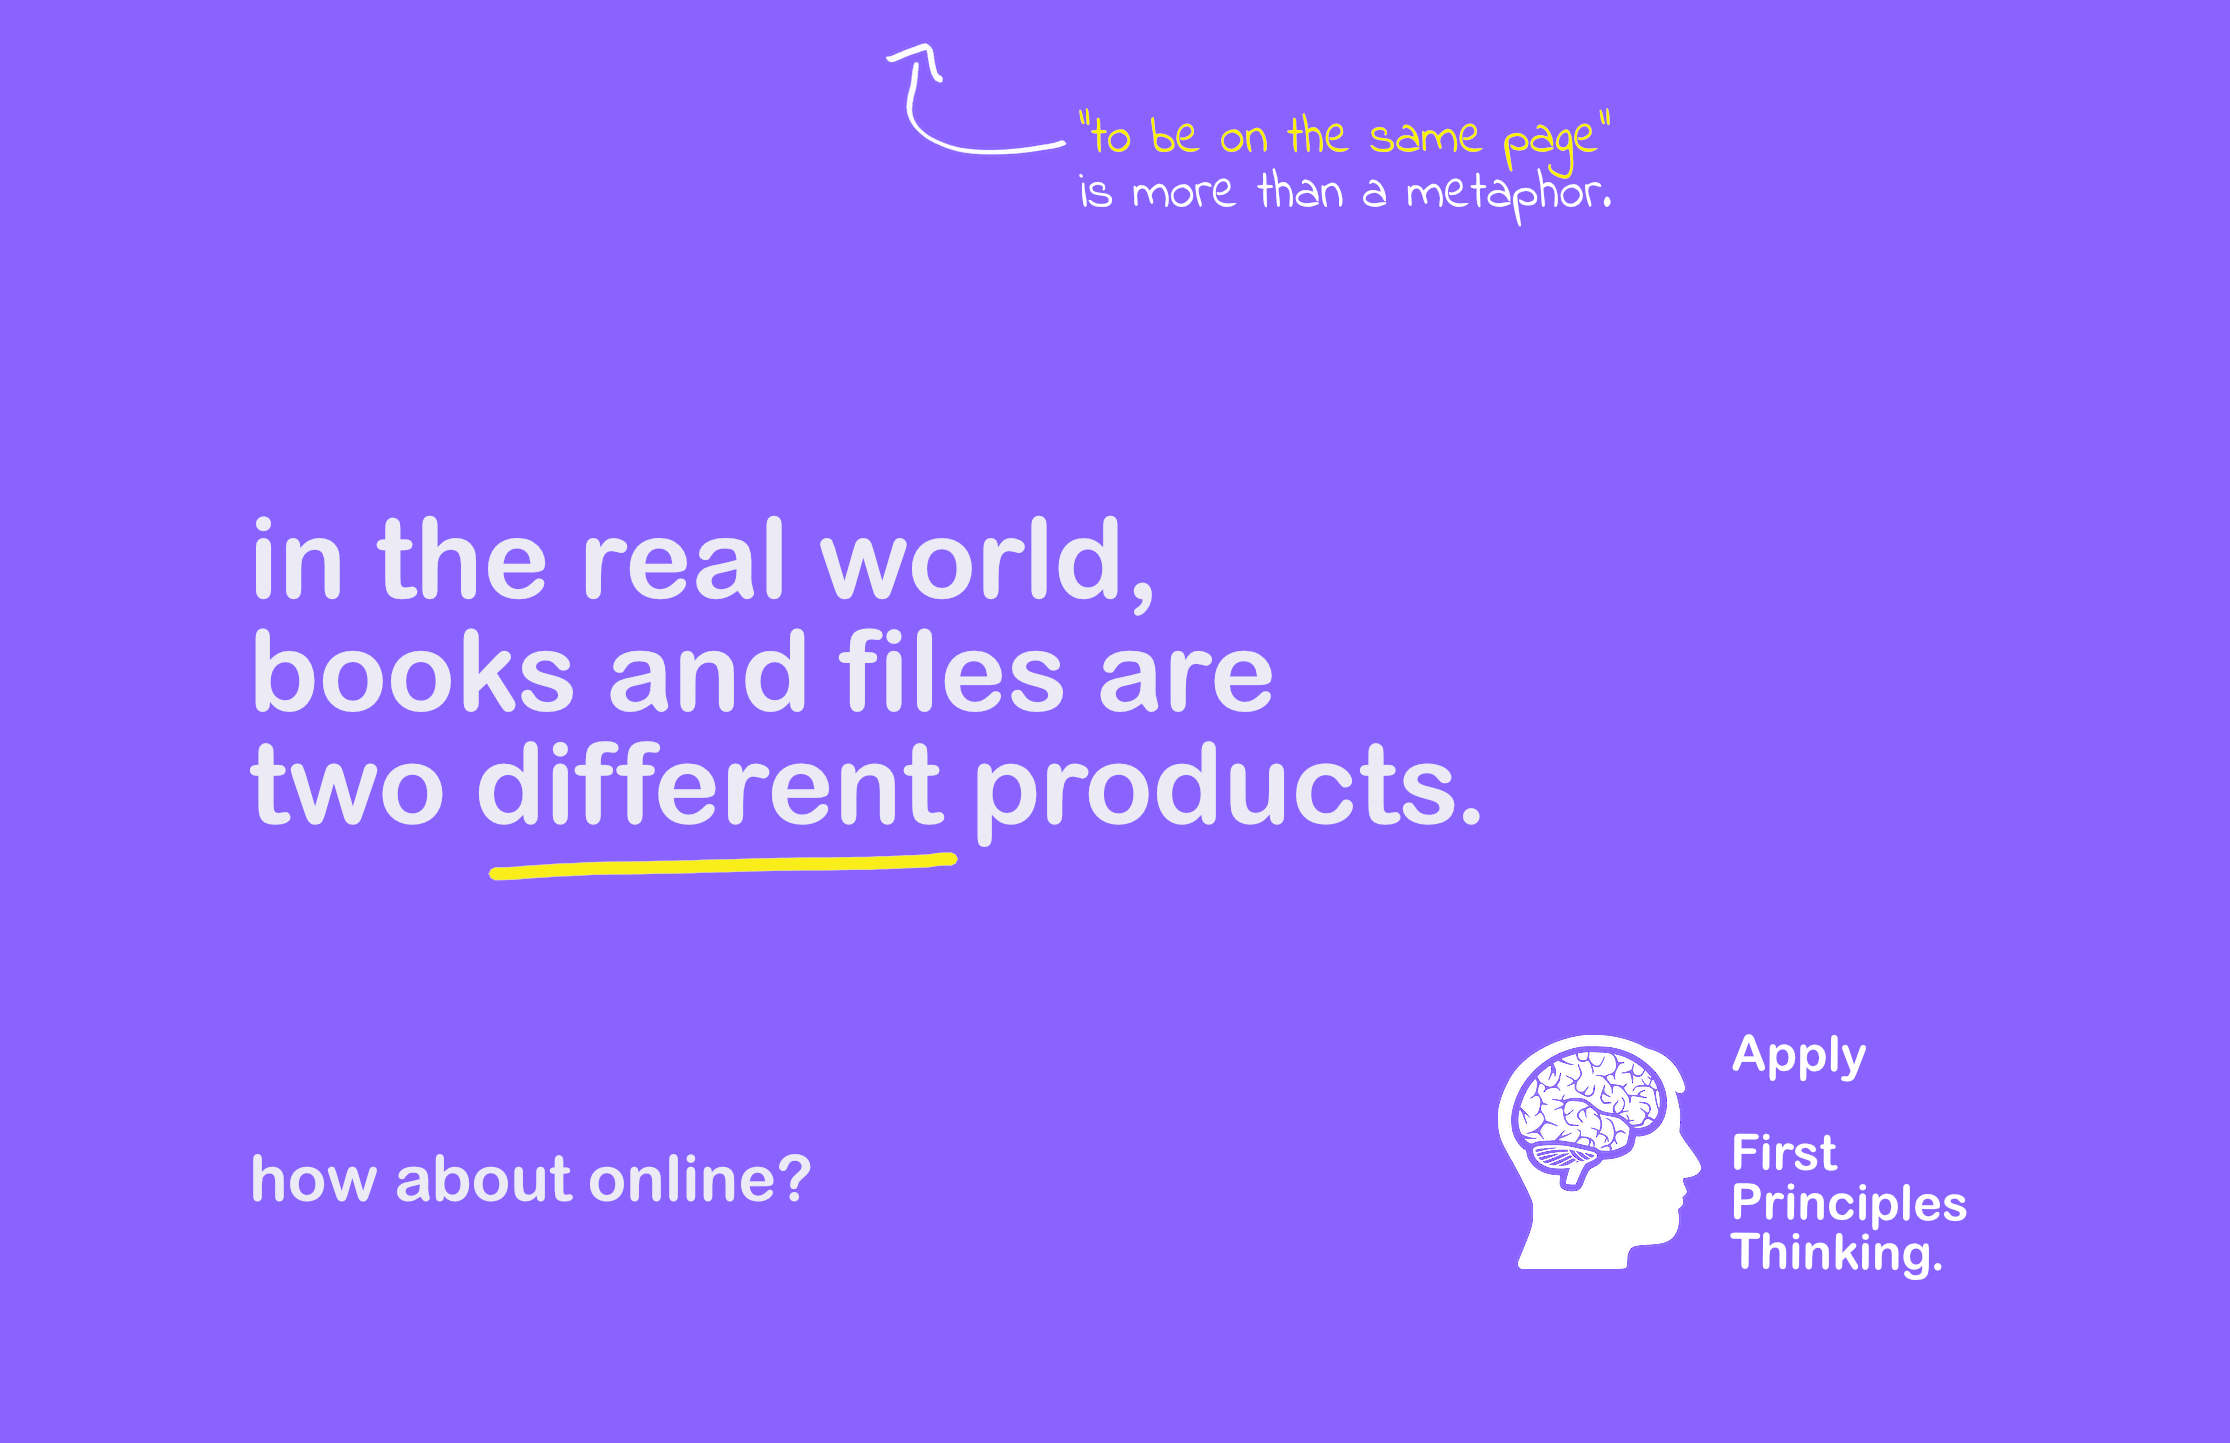 "to be on the same page"
is more than a metaphor.
in the real world,
books and files are
two different products.
how about online?
Apply
First
Principles
Thinking.